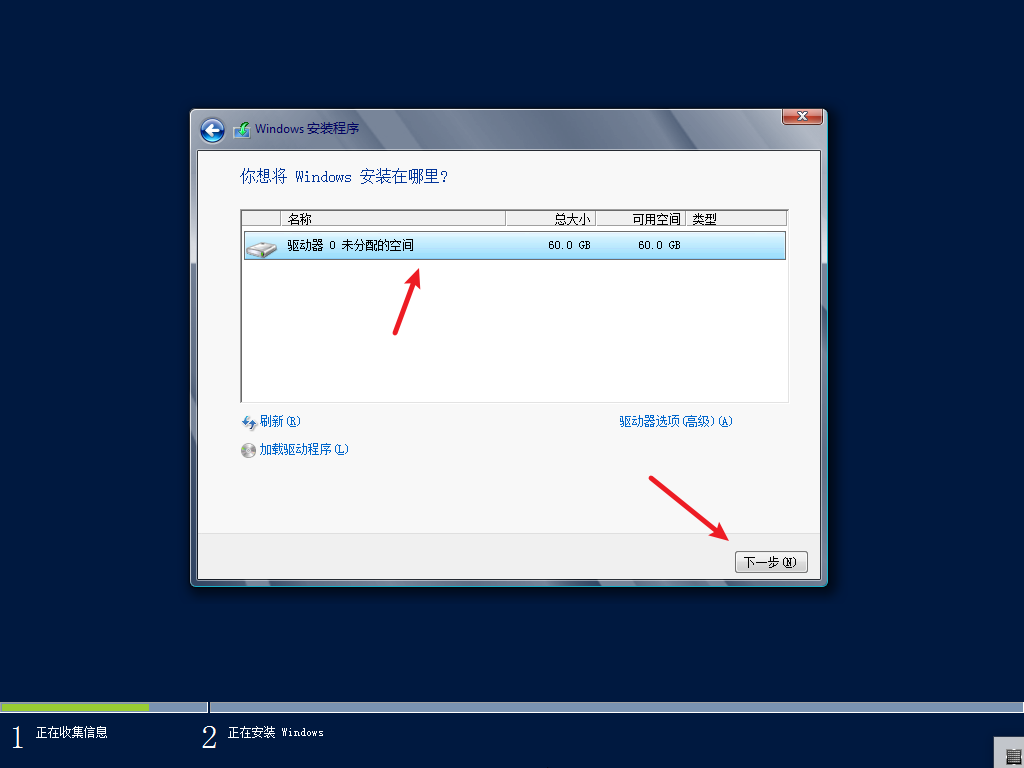 Windows 安装程序
你想将 Windows 安装在哪里?
名称 总大小 可用空间 类型
驱动器 0 未分配的空间 60.0 GB 60.0 GB
刷新(R) 驱动器选项(高级)(A)
加载驱动程序(L)
下一步(N)
1 正在收集信息 2 正在安装 Windows